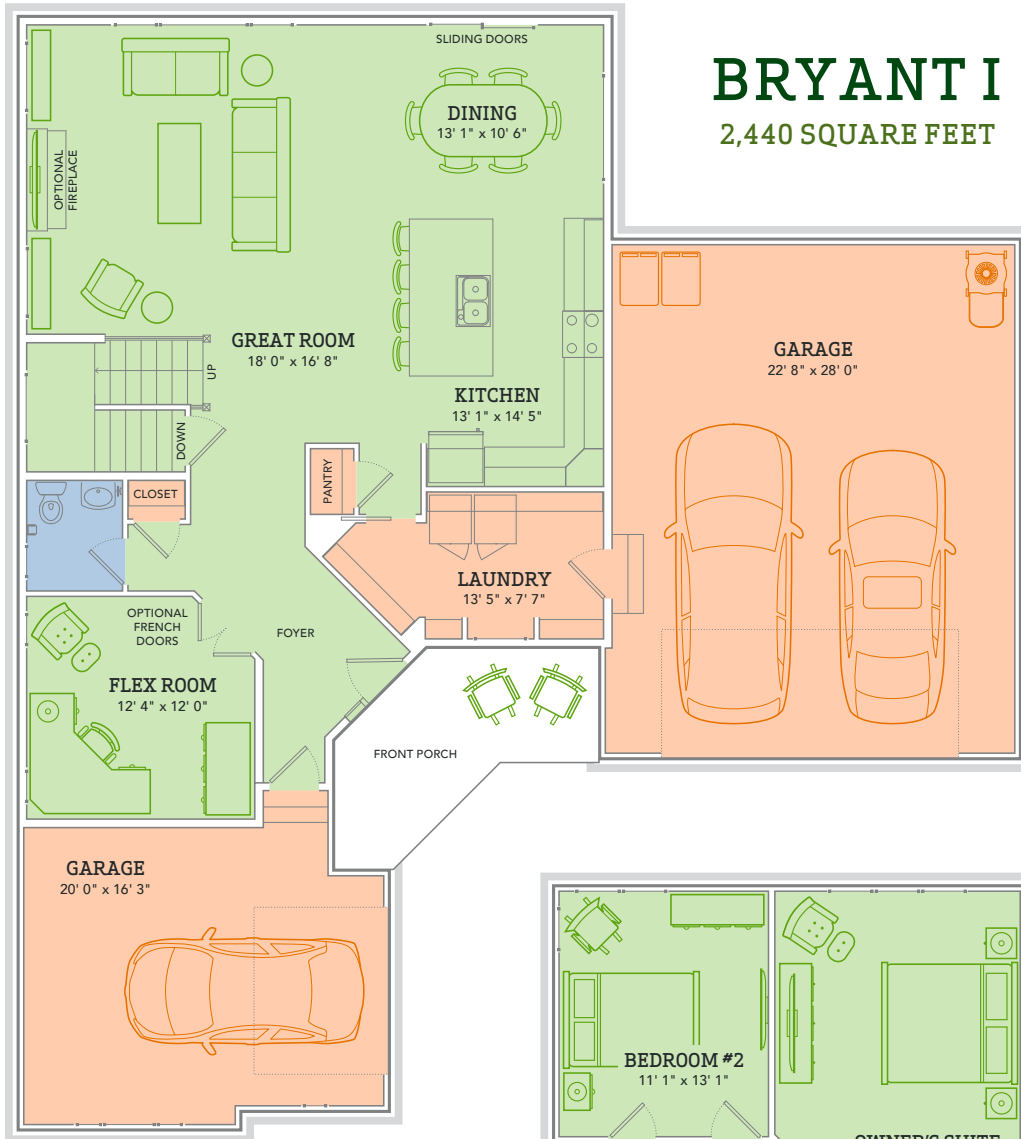 BRYANT I
2,440 SQUARE FEET
SLIDING DOORS
DINING
13' 1" x 10' 6"
OPTIONAL
FIREPLACE
GREAT ROOM
18' 0" x 16' 8"
UP
DOWN
KITCHEN
13' 1" x 14' 5"
GARAGE
22' 8" x 28' 0"
PANTRY
CLOSET
LAUNDRY
13' 5" x 7' 7"
OPTIONAL
FRENCH
DOORS
FOYER
FLEX ROOM
12' 4" x 12' 0"
FRONT PORCH
GARAGE
20' 0" x 16' 3"
BEDROOM #2
11' 1" x 13' 1"
OWNER'S SUITE